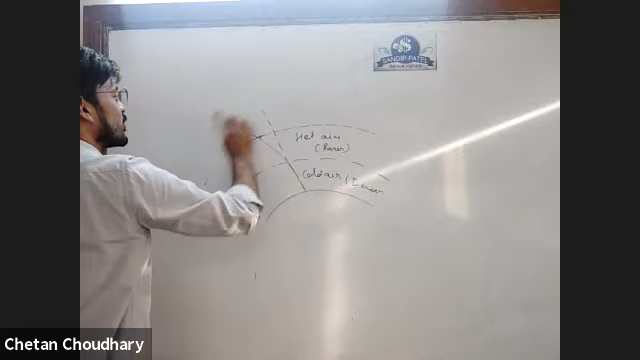 SANDIP PATEL
Hot air
(Rarer)
Cold air (Denser
Chetan Choudhary